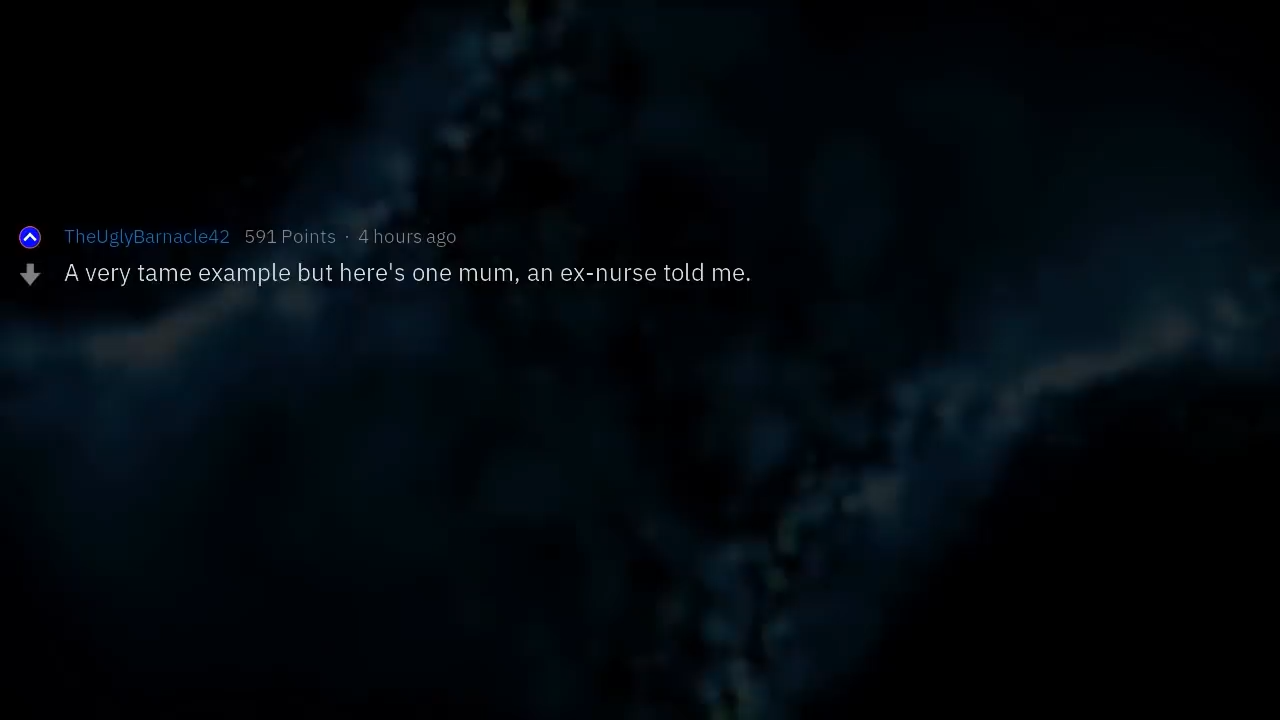 TheUglyBarnacle42 591 Points · 4 hours ago
A very tame example but here's one mum, an ex-nurse told me.